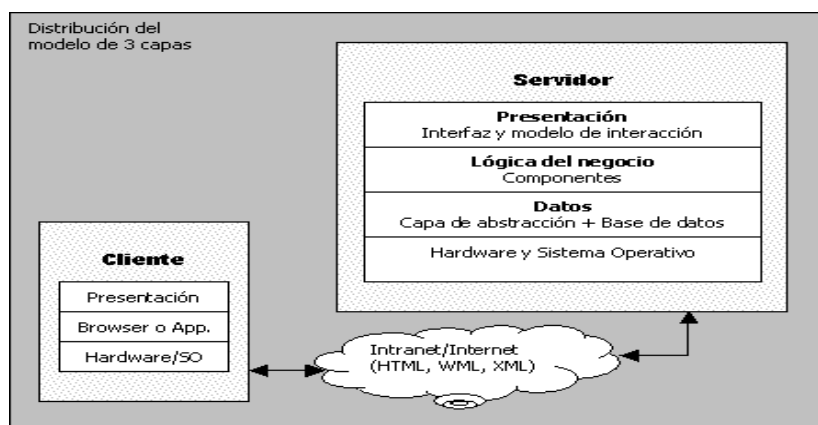 Distribución del
modelo de 3 capas
Servidor
Presentación
Interfaz y modelo de interacción
Lógica del negocio
Componentes
Datos
Capa de abstracción + Base de datos
Hardware y Sistema Operativo
Cliente
Presentación
Browser o App.
Hardware/SO
Intranet/Internet
(HTML, WML, XML)